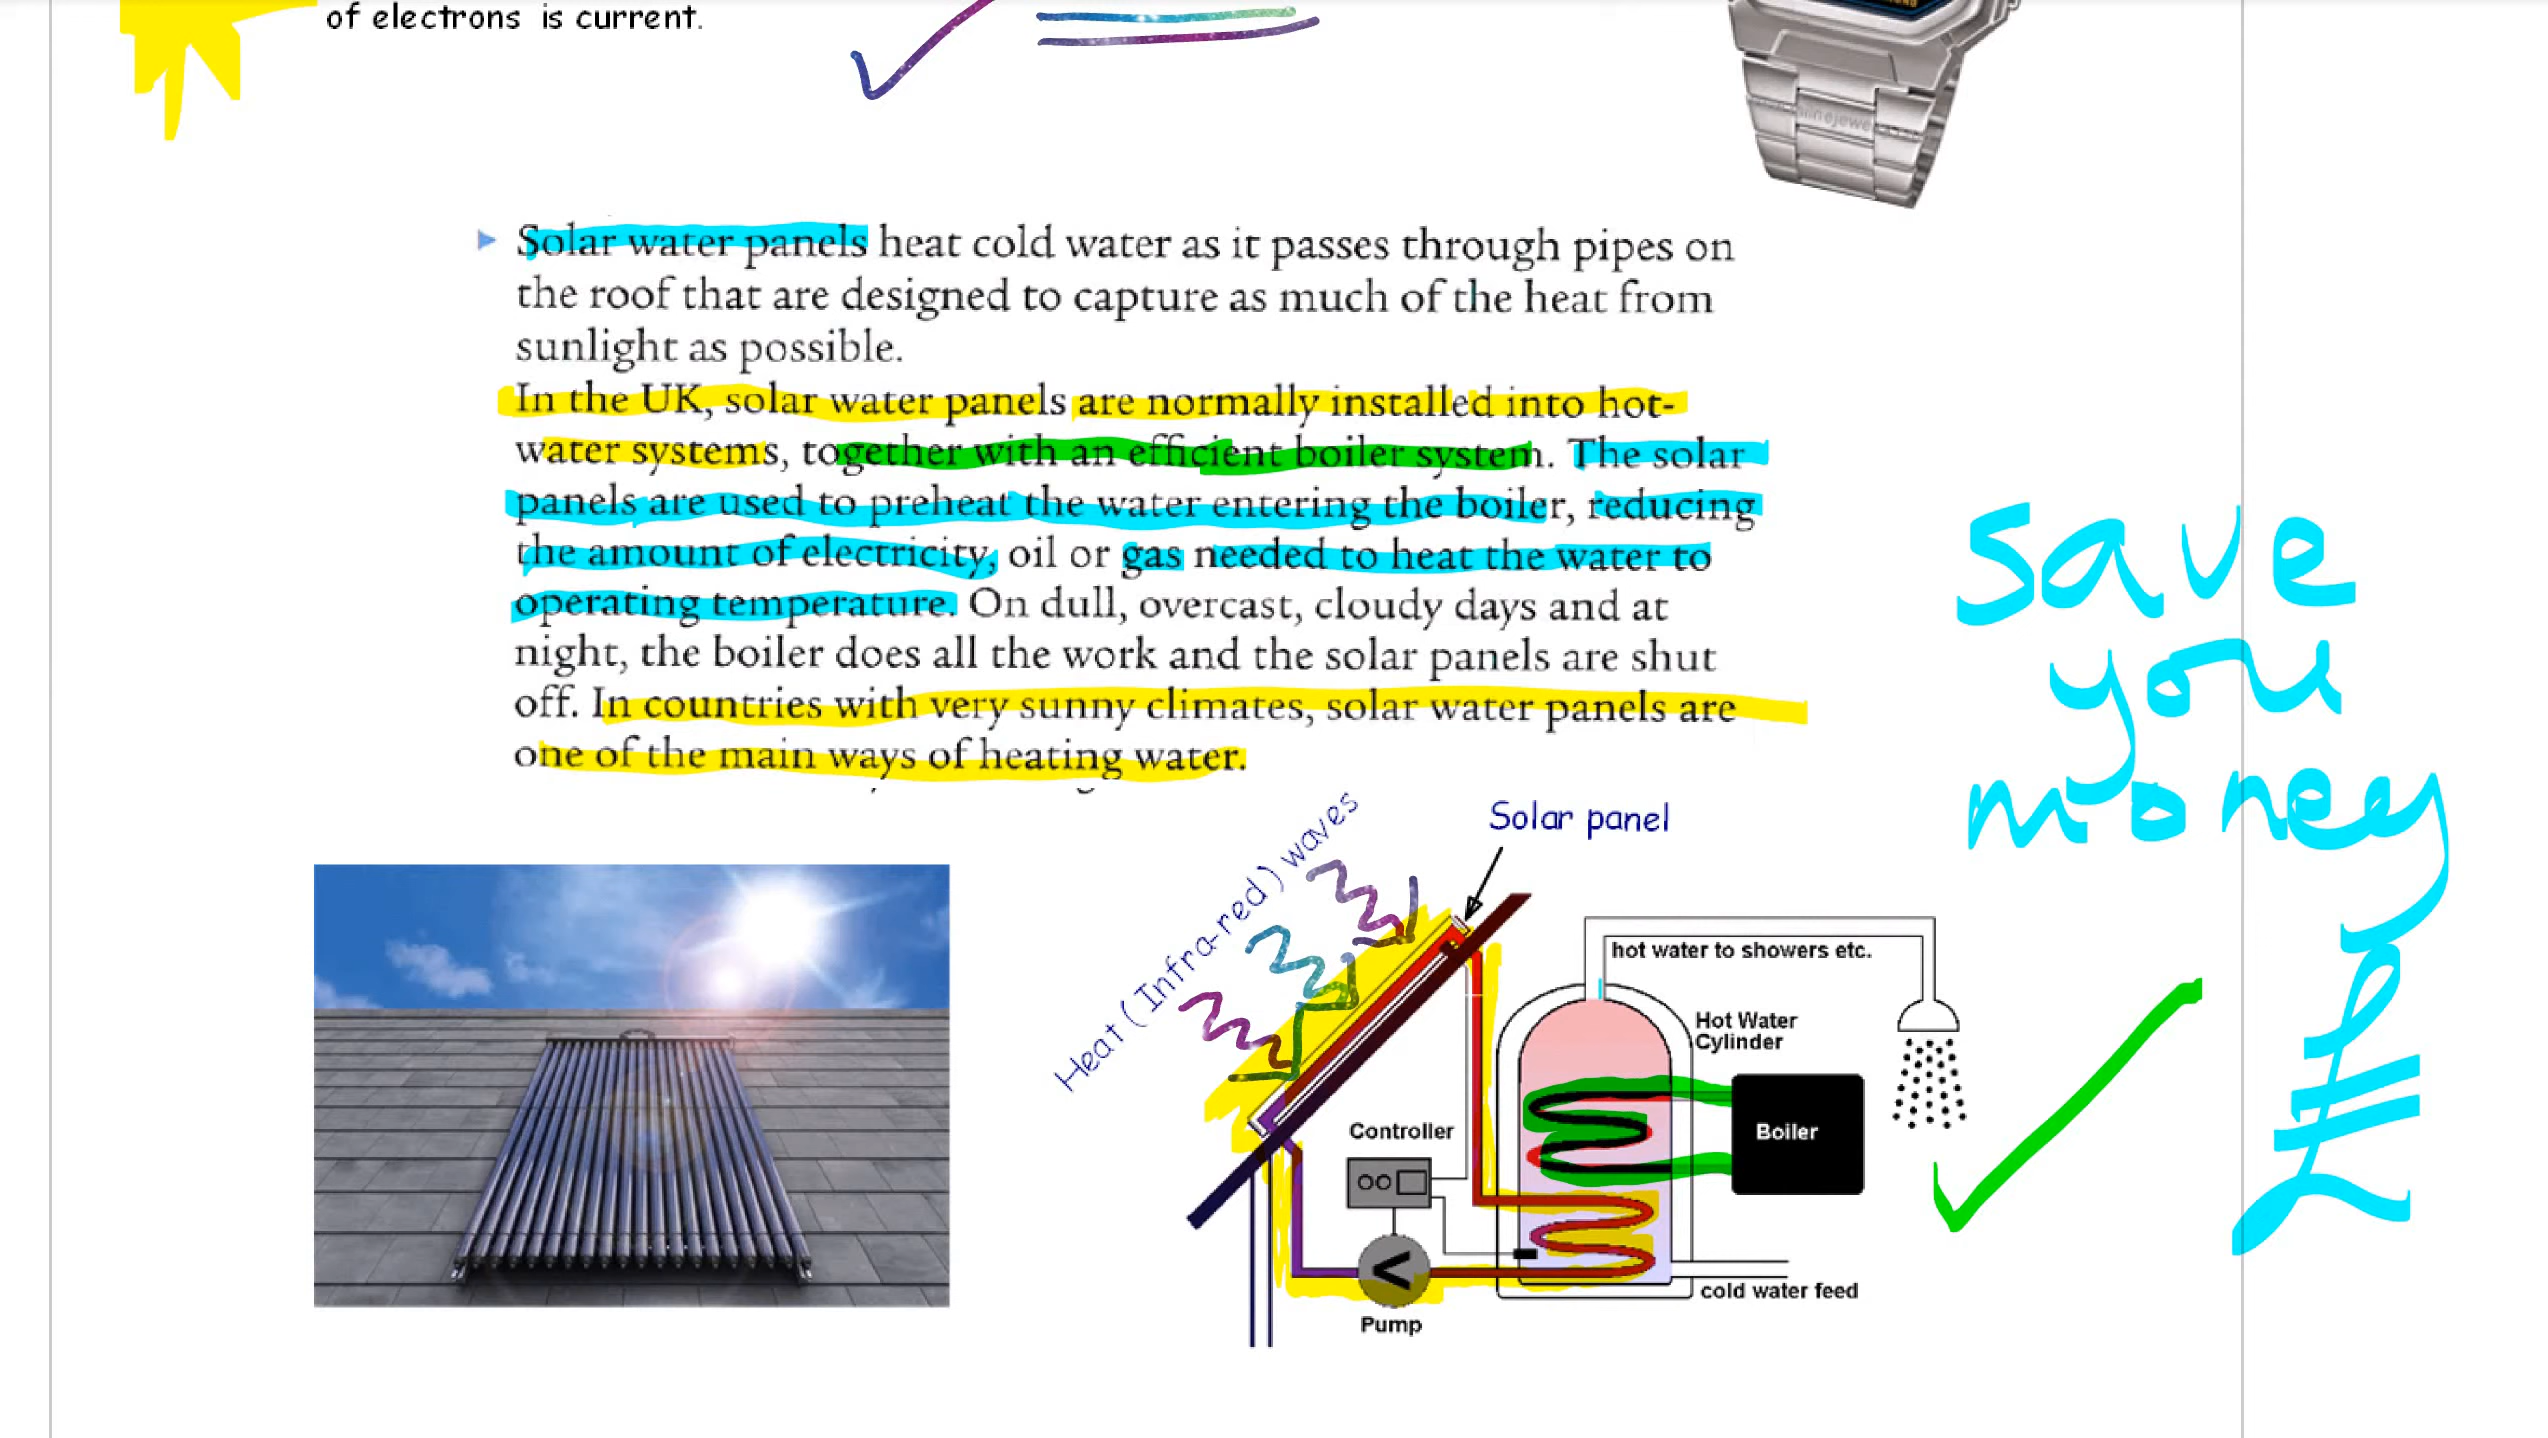 of electrons is current.
Solar water panels heat cold water as it passes through pipes on
the roof that are designed to capture as much of the heat from
sunlight as possible.
In the UK, solar water panels are normally installed into hot-
water systems, together with an efficient boiler system. The solar
panels are used to preheat the water entering the boiler, reducing
the amount of electricity, oil or gas needed to heat the water to
operating temperature. On dull, overcast, cloudy days and at
night, the boiler does all the work and the solar panels are shut
off. In countries with very sunny climates, solar water panels are
one of the main ways of heating water.
save
you
money
£
Heat (Infra-red) waves
Solar panel
hot water to showers etc.
Hot Water
Cylinder
Controller
Boiler
cold water feed
Pump